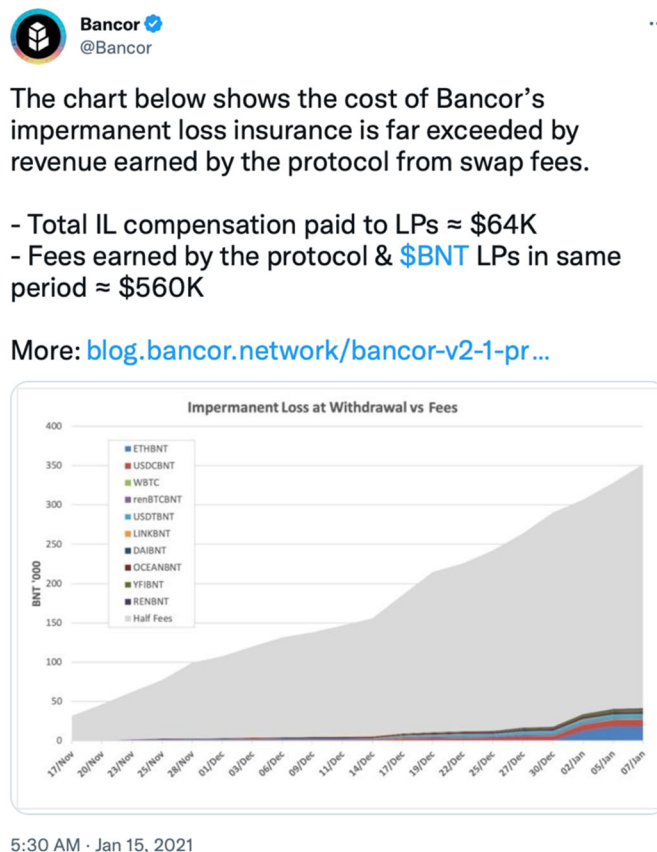 Bancor
@Bancor
The chart below shows the cost of Bancor’s
impermanent loss insurance is far exceeded by
revenue earned by the protocol from swap fees.
- Total IL compensation paid to LPs ≈ $64K
- Fees earned by the protocol & $BNT LPs in same
period ≈ $560K
More: blog.bancor.network/bancor-v2-1-pr...
Impermanent Loss at Withdrawal vs Fees
400
350
300
250
200
150
100
50
0
BNT '000
ETHBNT
USDCBNT
WBTC
renBTCBNT
USDTBNT
LINKBNT
DAIBNT
OCEANBNT
YFIBNT
RENBNT
Half Fees
17/Nov
20/Nov
23/Nov
25/Nov
28/Nov
01/Dec
03/Dec
06/Dec
09/Dec
11/Dec
14/Dec
17/Dec
19/Dec
22/Dec
25/Dec
27/Dec
30/Dec
02/Jan
05/Jan
07/Jan
5:30 AM · Jan 15, 2021